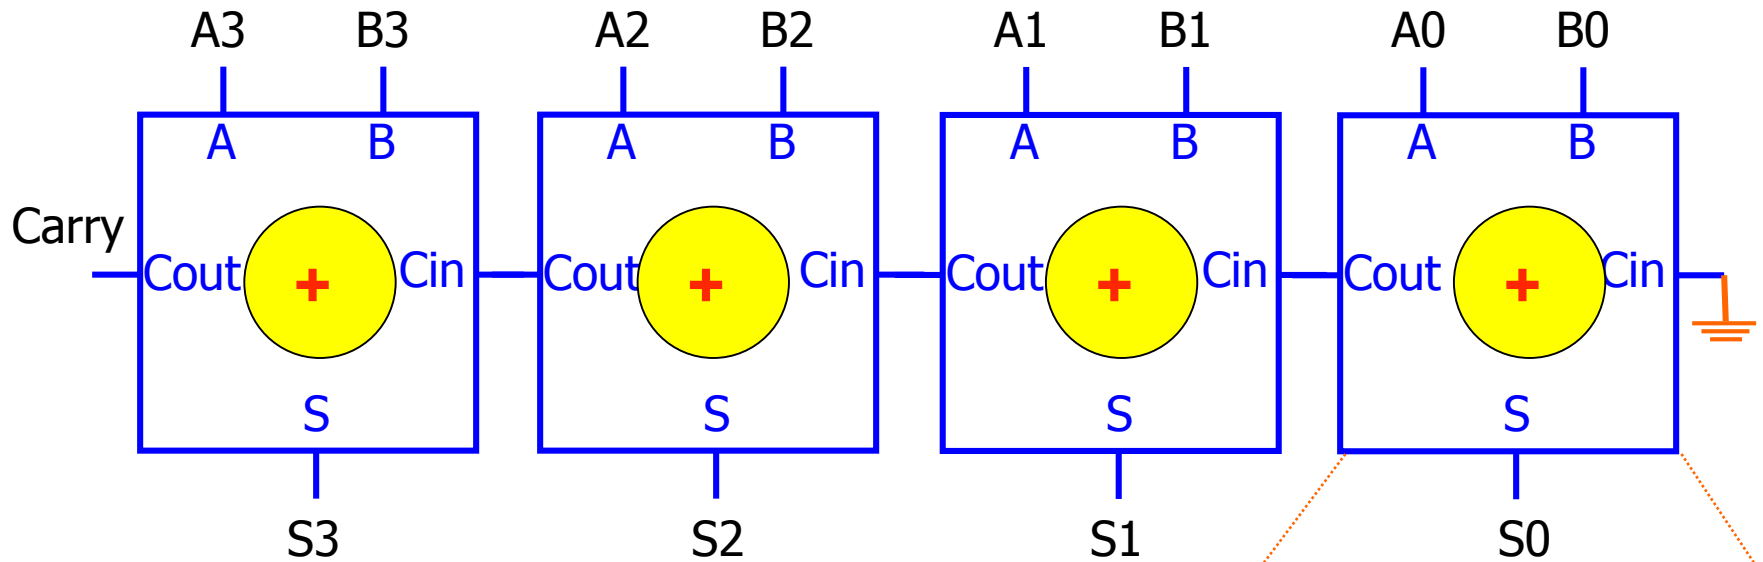 A3 B3 A2 B2 A1 B1 A0 B0
A B A B A B A B
Carry
Cout + Cin Cout + Cin Cout + Cin Cout + Cin
S S S S
S3 S2 S1 S0